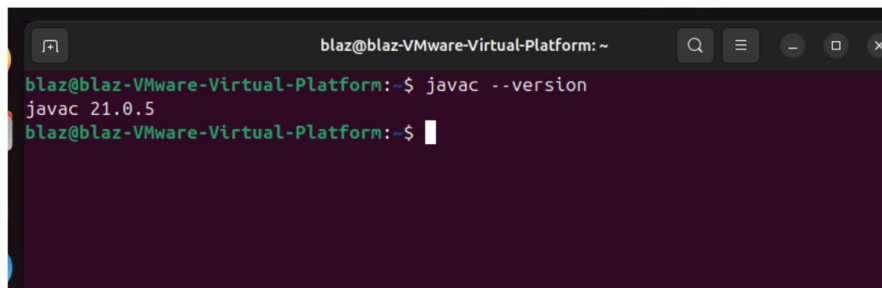 blaz@blaz-VMware-Virtual-Platform: ~
blaz@blaz-VMware-Virtual-Platform:~$ javac --version
javac 21.0.5
blaz@blaz-VMware-Virtual-Platform:~$